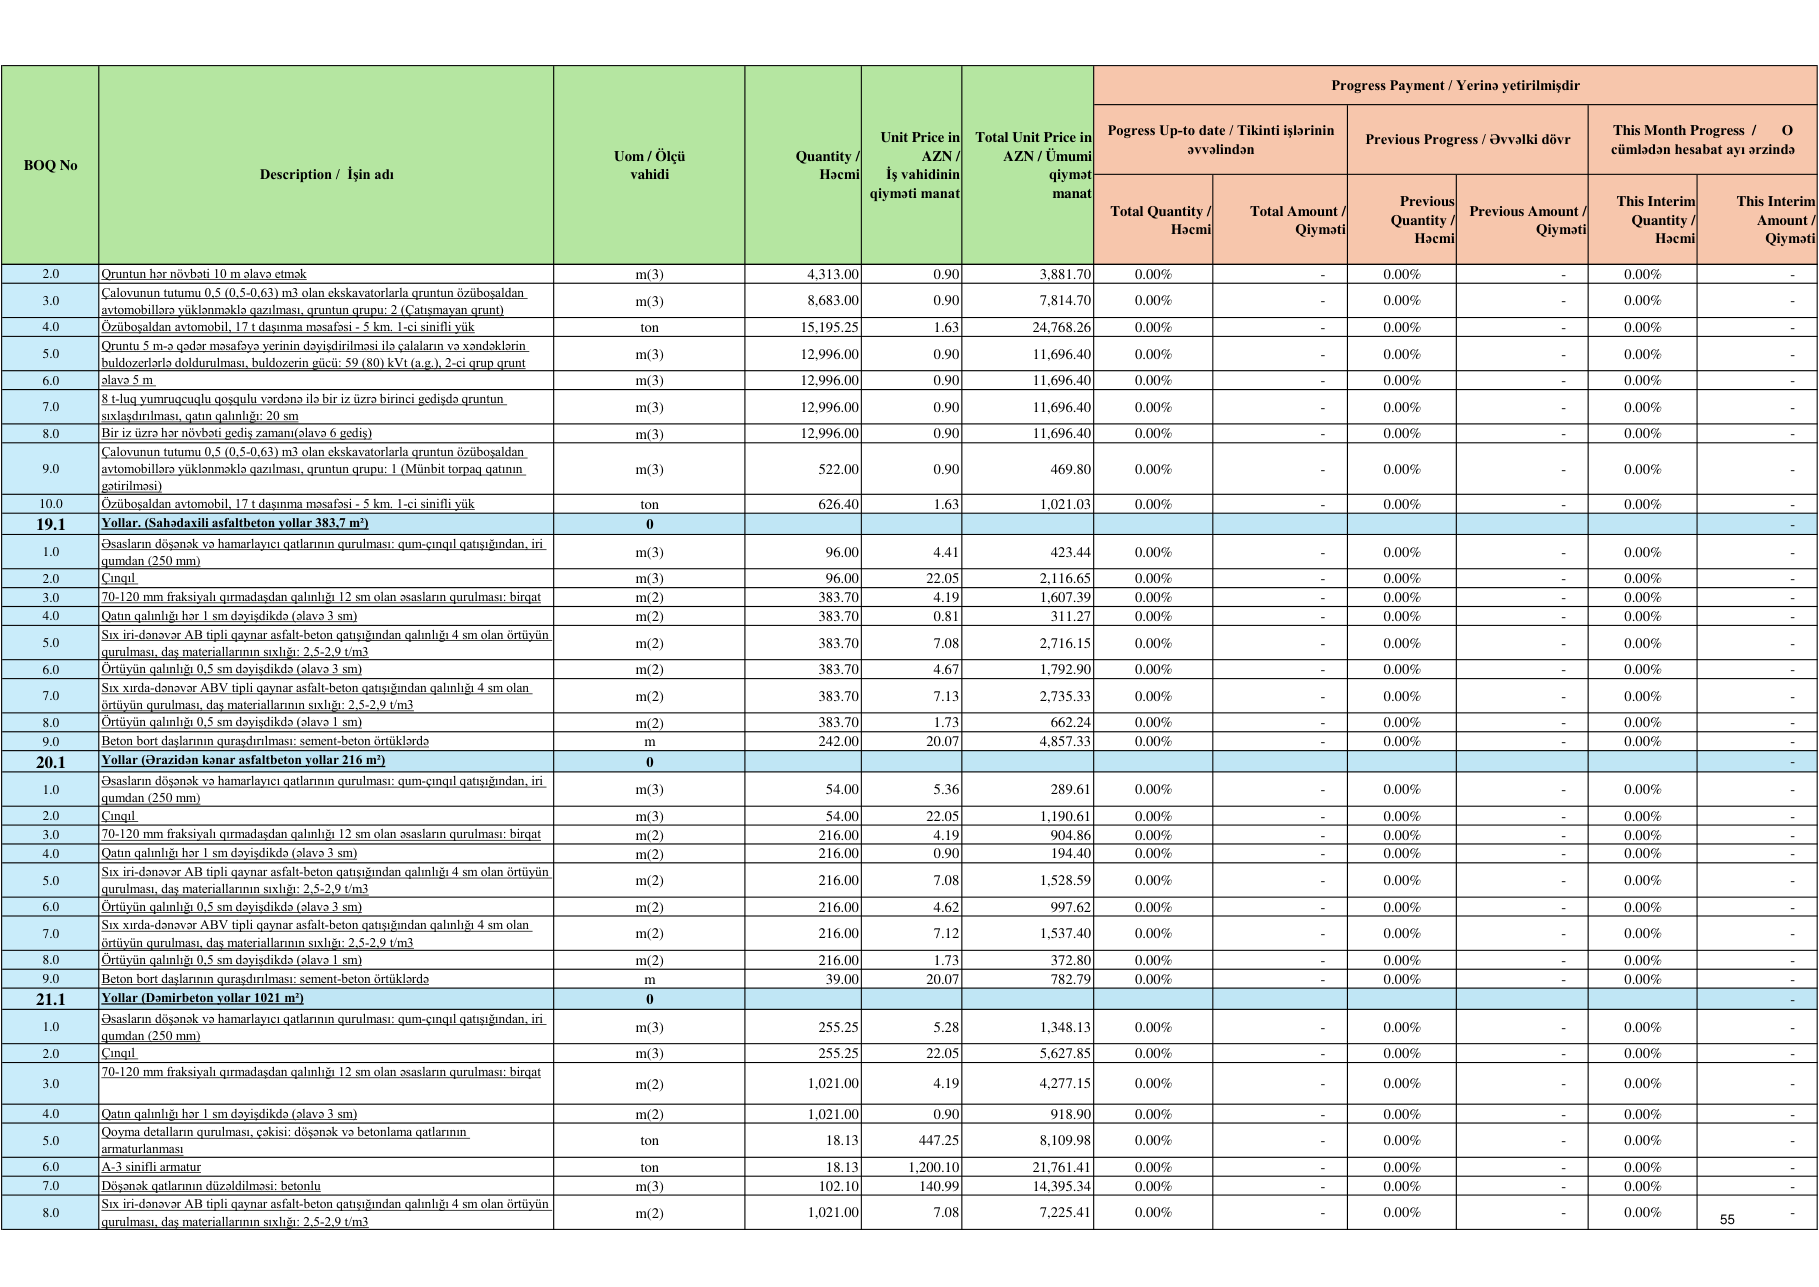 BOQ No
Description / İşin adı
Uom / Ölçü
vahidi
Quantity /
Həcmi
Unit Price in
AZN /
İş vahidinin
qiyməti manat
Total Unit Price in
AZN / Ümumi
qiymət
manat
Progress Payment / Yerinə yetirilmişdir
Pogress Up-to date / Tikinti işlərinin
əvvəlindən
Previous Progress / Əvvəlki dövr
This Month Progress / O
cümlədən hesabat ayı ərzində
Total Quantity /
Həcmi
Total Amount /
Qiyməti
Previous
Quantity /
Həcmi
Previous Amount /
Qiyməti
This Interim
Quantity /
Həcmi
This Interim
Amount /
Qiyməti
2.0 Qruntun hər növbəti 10 m əlavə etmək m(3) 4,313.00 0.90 3,881.70 0.00% - 0.00% - 0.00% -
3.0 Çalovunun tutumu 0,5 (0,5-0,63) m3 olan ekskavatorlarla qruntun özüboşaldan
avtomobillərə yüklənməklə qazılması, qruntun qrupu: 2 (Çatışmayan qrunt) m(3) 8,683.00 0.90 7,814.70 0.00% - 0.00% - 0.00% -
4.0 Özüboşaldan avtomobil, 17 t daşınma məsafəsi - 5 km. 1-ci sinifli yük ton 15,195.25 1.63 24,768.26 0.00% - 0.00% - 0.00% -
5.0 Qruntu 5 m-ə qədər məsafəyə yerinin dəyişdirilməsi ilə çalaların və xəndəklərin
buldozerlərlə doldurulması, buldozerin gücü: 59 (80) kVt (a.g.), 2-ci qrup qrunt m(3) 12,996.00 0.90 11,696.40 0.00% - 0.00% - 0.00% -
6.0 əlavə 5 m m(3) 12,996.00 0.90 11,696.40 0.00% - 0.00% - 0.00% -
7.0 8 t-luq yumruqcuqlu qoşqulu vərdənə ilə bir iz üzrə birinci gedişdə qruntun
sıxlaşdırılması, qatın qalınlığı: 20 sm m(3) 12,996.00 0.90 11,696.40 0.00% - 0.00% - 0.00% -
8.0 Bir iz üzrə hər növbəti gediş zamanı(əlavə 6 gediş) m(3) 12,996.00 0.90 11,696.40 0.00% - 0.00% - 0.00% -
9.0 Çalovunun tutumu 0,5 (0,5-0,63) m3 olan ekskavatorlarla qruntun özüboşaldan
avtomobillərə yüklənməklə qazılması, qruntun qrupu: 1 (Münbit torpaq qatının
gətirilməsi) m(3) 522.00 0.90 469.80 0.00% - 0.00% - 0.00% -
10.0 Özüboşaldan avtomobil, 17 t daşınma məsafəsi - 5 km. 1-ci sinifli yük ton 626.40 1.63 1,021.03 0.00% - 0.00% - 0.00% -
19.1 Yollar. (Sahədaxili asfaltbeton yollar 383,7 m²) 0 -
1.0 Əsasların döşənək və hamarlayıcı qatlarının qurulması: qum-çınqıl qatışığından, iri
qumdan (250 mm) m(3) 96.00 4.41 423.44 0.00% - 0.00% - 0.00% -
2.0 Çınqıl m(3) 96.00 22.05 2,116.65 0.00% - 0.00% - 0.00% -
3.0 70-120 mm fraksiyalı qırmadaşdan qalınlığı 12 sm olan əsasların qurulması: birqat m(2) 383.70 4.19 1,607.39 0.00% - 0.00% - 0.00% -
4.0 Qatın qalınlığı hər 1 sm dəyişdikdə (əlavə 3 sm) m(2) 383.70 0.81 311.27 0.00% - 0.00% - 0.00% -
5.0 Sıx iri-dənəvər AB tipli qaynar asfalt-beton qatışığından qalınlığı 4 sm olan örtüyün
qurulması, daş materiallarının sıxlığı: 2,5-2,9 t/m3 m(2) 383.70 7.08 2,716.15 0.00% - 0.00% - 0.00% -
6.0 Örtüyün qalınlığı 0,5 sm dəyişdikdə (əlavə 3 sm) m(2) 383.70 4.67 1,792.90 0.00% - 0.00% - 0.00% -
7.0 Sıx xırda-dənəvər ABV tipli qaynar asfalt-beton qatışığından qalınlığı 4 sm olan
örtüyün qurulması, daş materiallarının sıxlığı: 2,5-2,9 t/m3 m(2) 383.70 7.13 2,735.33 0.00% - 0.00% - 0.00% -
8.0 Örtüyün qalınlığı 0,5 sm dəyişdikdə (əlavə 1 sm) m(2) 383.70 1.73 662.24 0.00% - 0.00% - 0.00% -
9.0 Beton bort daşlarının quraşdırılması: sement-beton örtüklərdə m 242.00 20.07 4,857.33 0.00% - 0.00% - 0.00% -
20.1 Yollar (Ərazidən kənar asfaltbeton yollar 216 m²) 0 -
1.0 Əsasların döşənək və hamarlayıcı qatlarının qurulması: qum-çınqıl qatışığından, iri
qumdan (250 mm) m(3) 54.00 5.36 289.61 0.00% - 0.00% - 0.00% -
2.0 Çınqıl m(3) 54.00 22.05 1,190.61 0.00% - 0.00% - 0.00% -
3.0 70-120 mm fraksiyalı qırmadaşdan qalınlığı 12 sm olan əsasların qurulması: birqat m(2) 216.00 4.19 904.86 0.00% - 0.00% - 0.00% -
4.0 Qatın qalınlığı hər 1 sm dəyişdikdə (əlavə 3 sm) m(2) 216.00 0.90 194.40 0.00% - 0.00% - 0.00% -
5.0 Sıx iri-dənəvər AB tipli qaynar asfalt-beton qatışığından qalınlığı 4 sm olan örtüyün
qurulması, daş materiallarının sıxlığı: 2,5-2,9 t/m3 m(2) 216.00 7.08 1,528.59 0.00% - 0.00% - 0.00% -
6.0 Örtüyün qalınlığı 0,5 sm dəyişdikdə (əlavə 3 sm) m(2) 216.00 4.62 997.62 0.00% - 0.00% - 0.00% -
7.0 Sıx xırda-dənəvər ABV tipli qaynar asfalt-beton qatışığından qalınlığı 4 sm olan
örtüyün qurulması, daş materiallarının sıxlığı: 2,5-2,9 t/m3 m(2) 216.00 7.12 1,537.40 0.00% - 0.00% - 0.00% -
8.0 Örtüyün qalınlığı 0,5 sm dəyişdikdə (əlavə 1 sm) m(2) 216.00 1.73 372.80 0.00% - 0.00% - 0.00% -
9.0 Beton bort daşlarının quraşdırılması: sement-beton örtüklərdə m 39.00 20.07 782.79 0.00% - 0.00% - 0.00% -
21.1 Yollar (Dəmirbeton yollar 1021 m²) 0 -
1.0 Əsasların döşənək və hamarlayıcı qatlarının qurulması: qum-çınqıl qatışığından, iri
qumdan (250 mm) m(3) 255.25 5.28 1,348.13 0.00% - 0.00% - 0.00% -
2.0 Çınqıl m(3) 255.25 22.05 5,627.85 0.00% - 0.00% - 0.00% -
3.0 70-120 mm fraksiyalı qırmadaşdan qalınlığı 12 sm olan əsasların qurulması: birqat m(2) 1,021.00 4.19 4,277.15 0.00% - 0.00% - 0.00% -
4.0 Qatın qalınlığı hər 1 sm dəyişdikdə (əlavə 3 sm) m(2) 1,021.00 0.90 918.90 0.00% - 0.00% - 0.00% -
5.0 Qoyma detalların qurulması, çəkisi: döşənək və betonlama qatlarının
armaturlanması ton 18.13 447.25 8,109.98 0.00% - 0.00% - 0.00% -
6.0 A-3 sinifli armatur ton 18.13 1,200.10 21,761.41 0.00% - 0.00% - 0.00% -
7.0 Döşənək qatlarının düzəldilməsi: betonlu m(3) 102.10 140.99 14,395.34 0.00% - 0.00% - 0.00% -
8.0 Sıx iri-dənəvər AB tipli qaynar asfalt-beton qatışığından qalınlığı 4 sm olan örtüyün
qurulması, daş materiallarının sıxlığı: 2,5-2,9 t/m3 m(2) 1,021.00 7.08 7,225.41 0.00% - 0.00% - 0.00% -
55